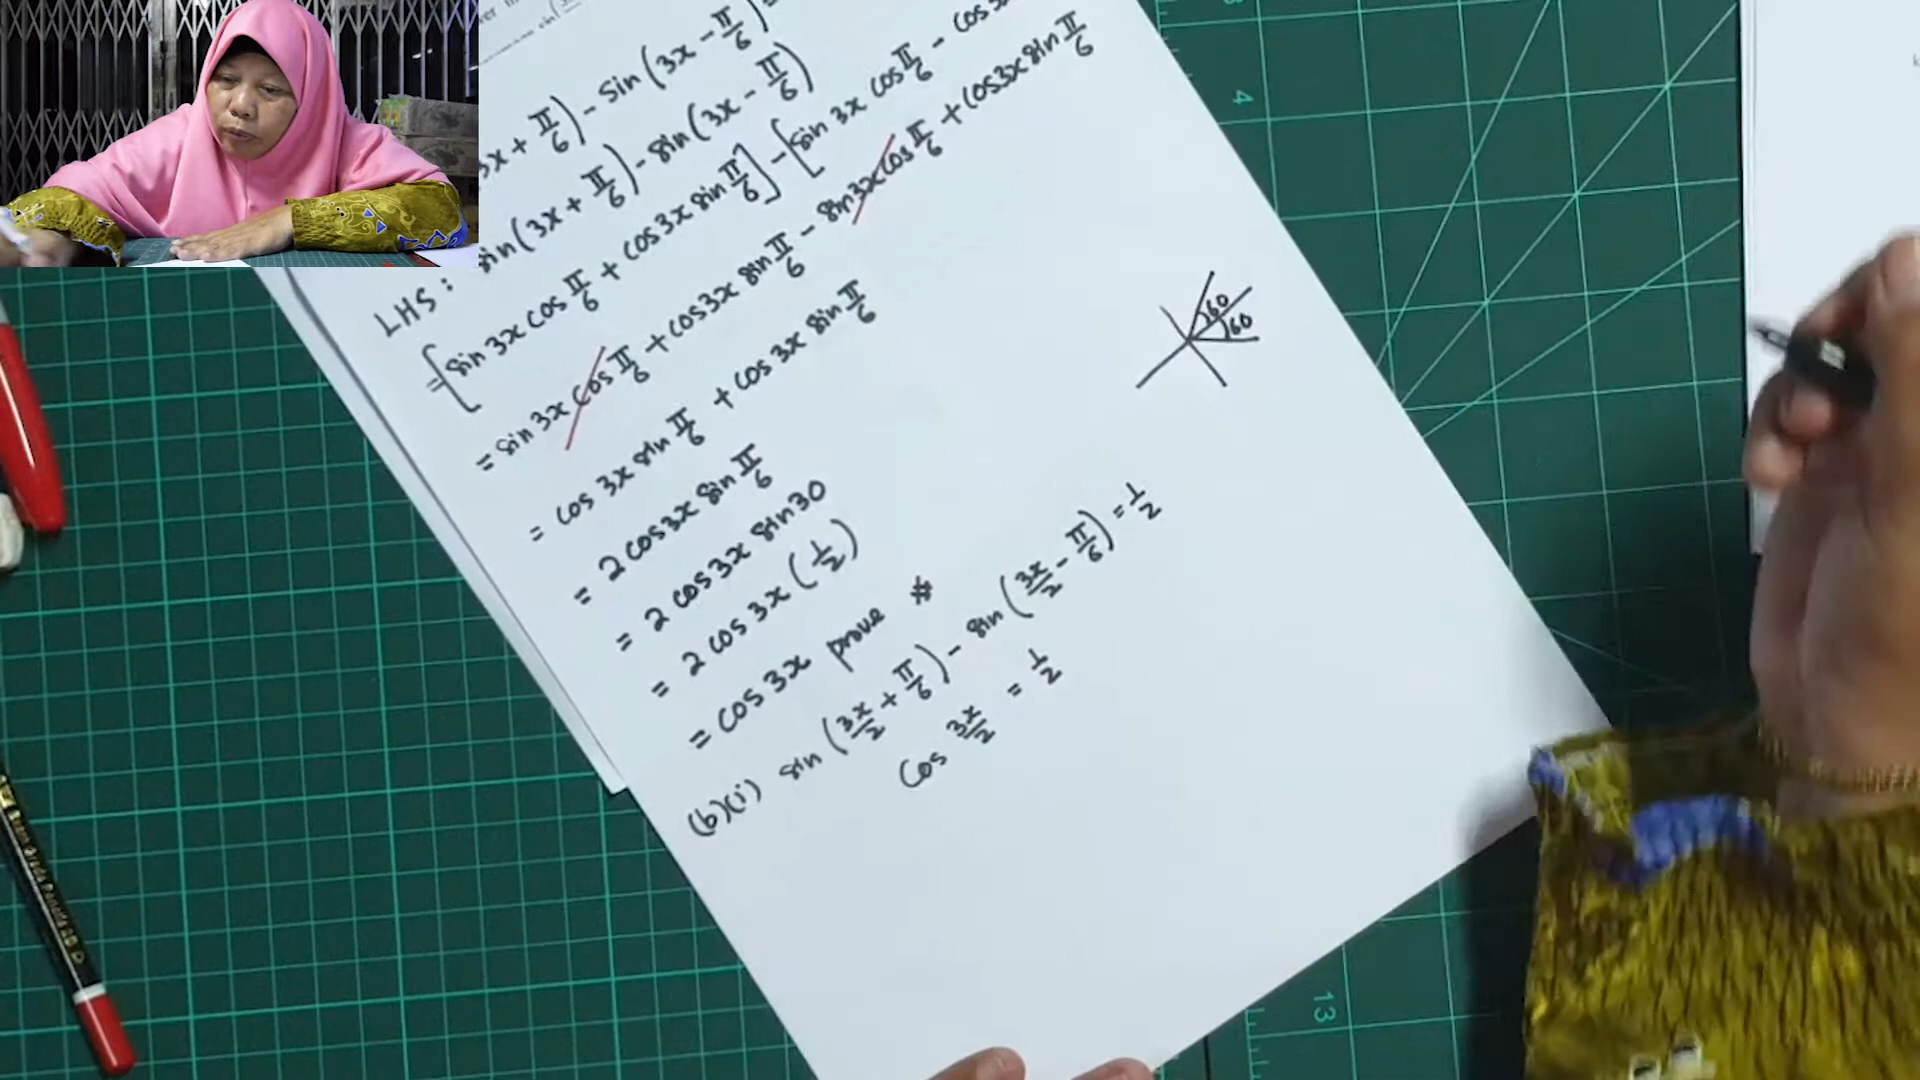 3x + π/6) - sin(3x - π/6) =
LHS : sin(3x + π/6) - sin(3x - π/6)
= [sin 3x cos π/6 + cos 3x sin π/6] - [sin 3x cos π/6 - cos 3x
= sin 3x cos π/6 + cos 3x sin π/6 - sin 3x cos π/6 + cos 3x sin π/6
= cos 3x sin π/6 + cos 3x sin π/6
= 2 cos 3x sin π/6
= 2 cos 3x sin 30
= 2 cos 3x (1/2)
= cos 3x prove #
(b)(i) sin (3x/2 + π/6) - sin (3x/2 - π/6) = 1/2
cos 3x/2 = 1/2
60
60
4
13